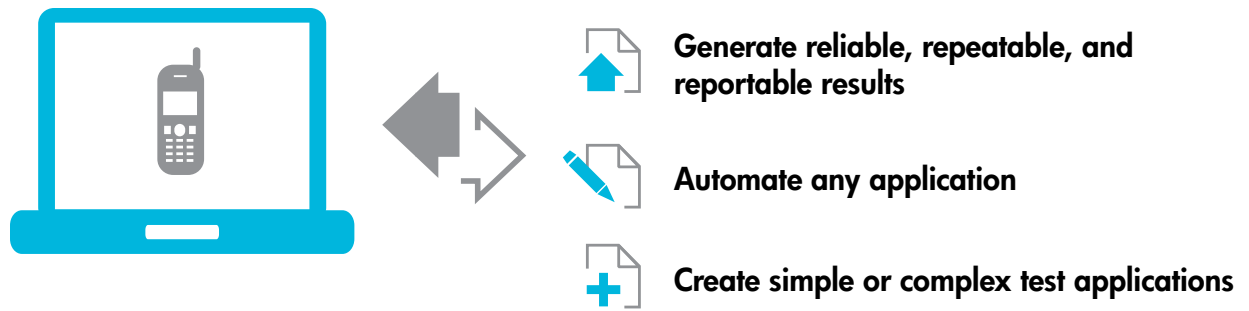 Generate reliable, repeatable, and
reportable results
Automate any application
Create simple or complex test applications